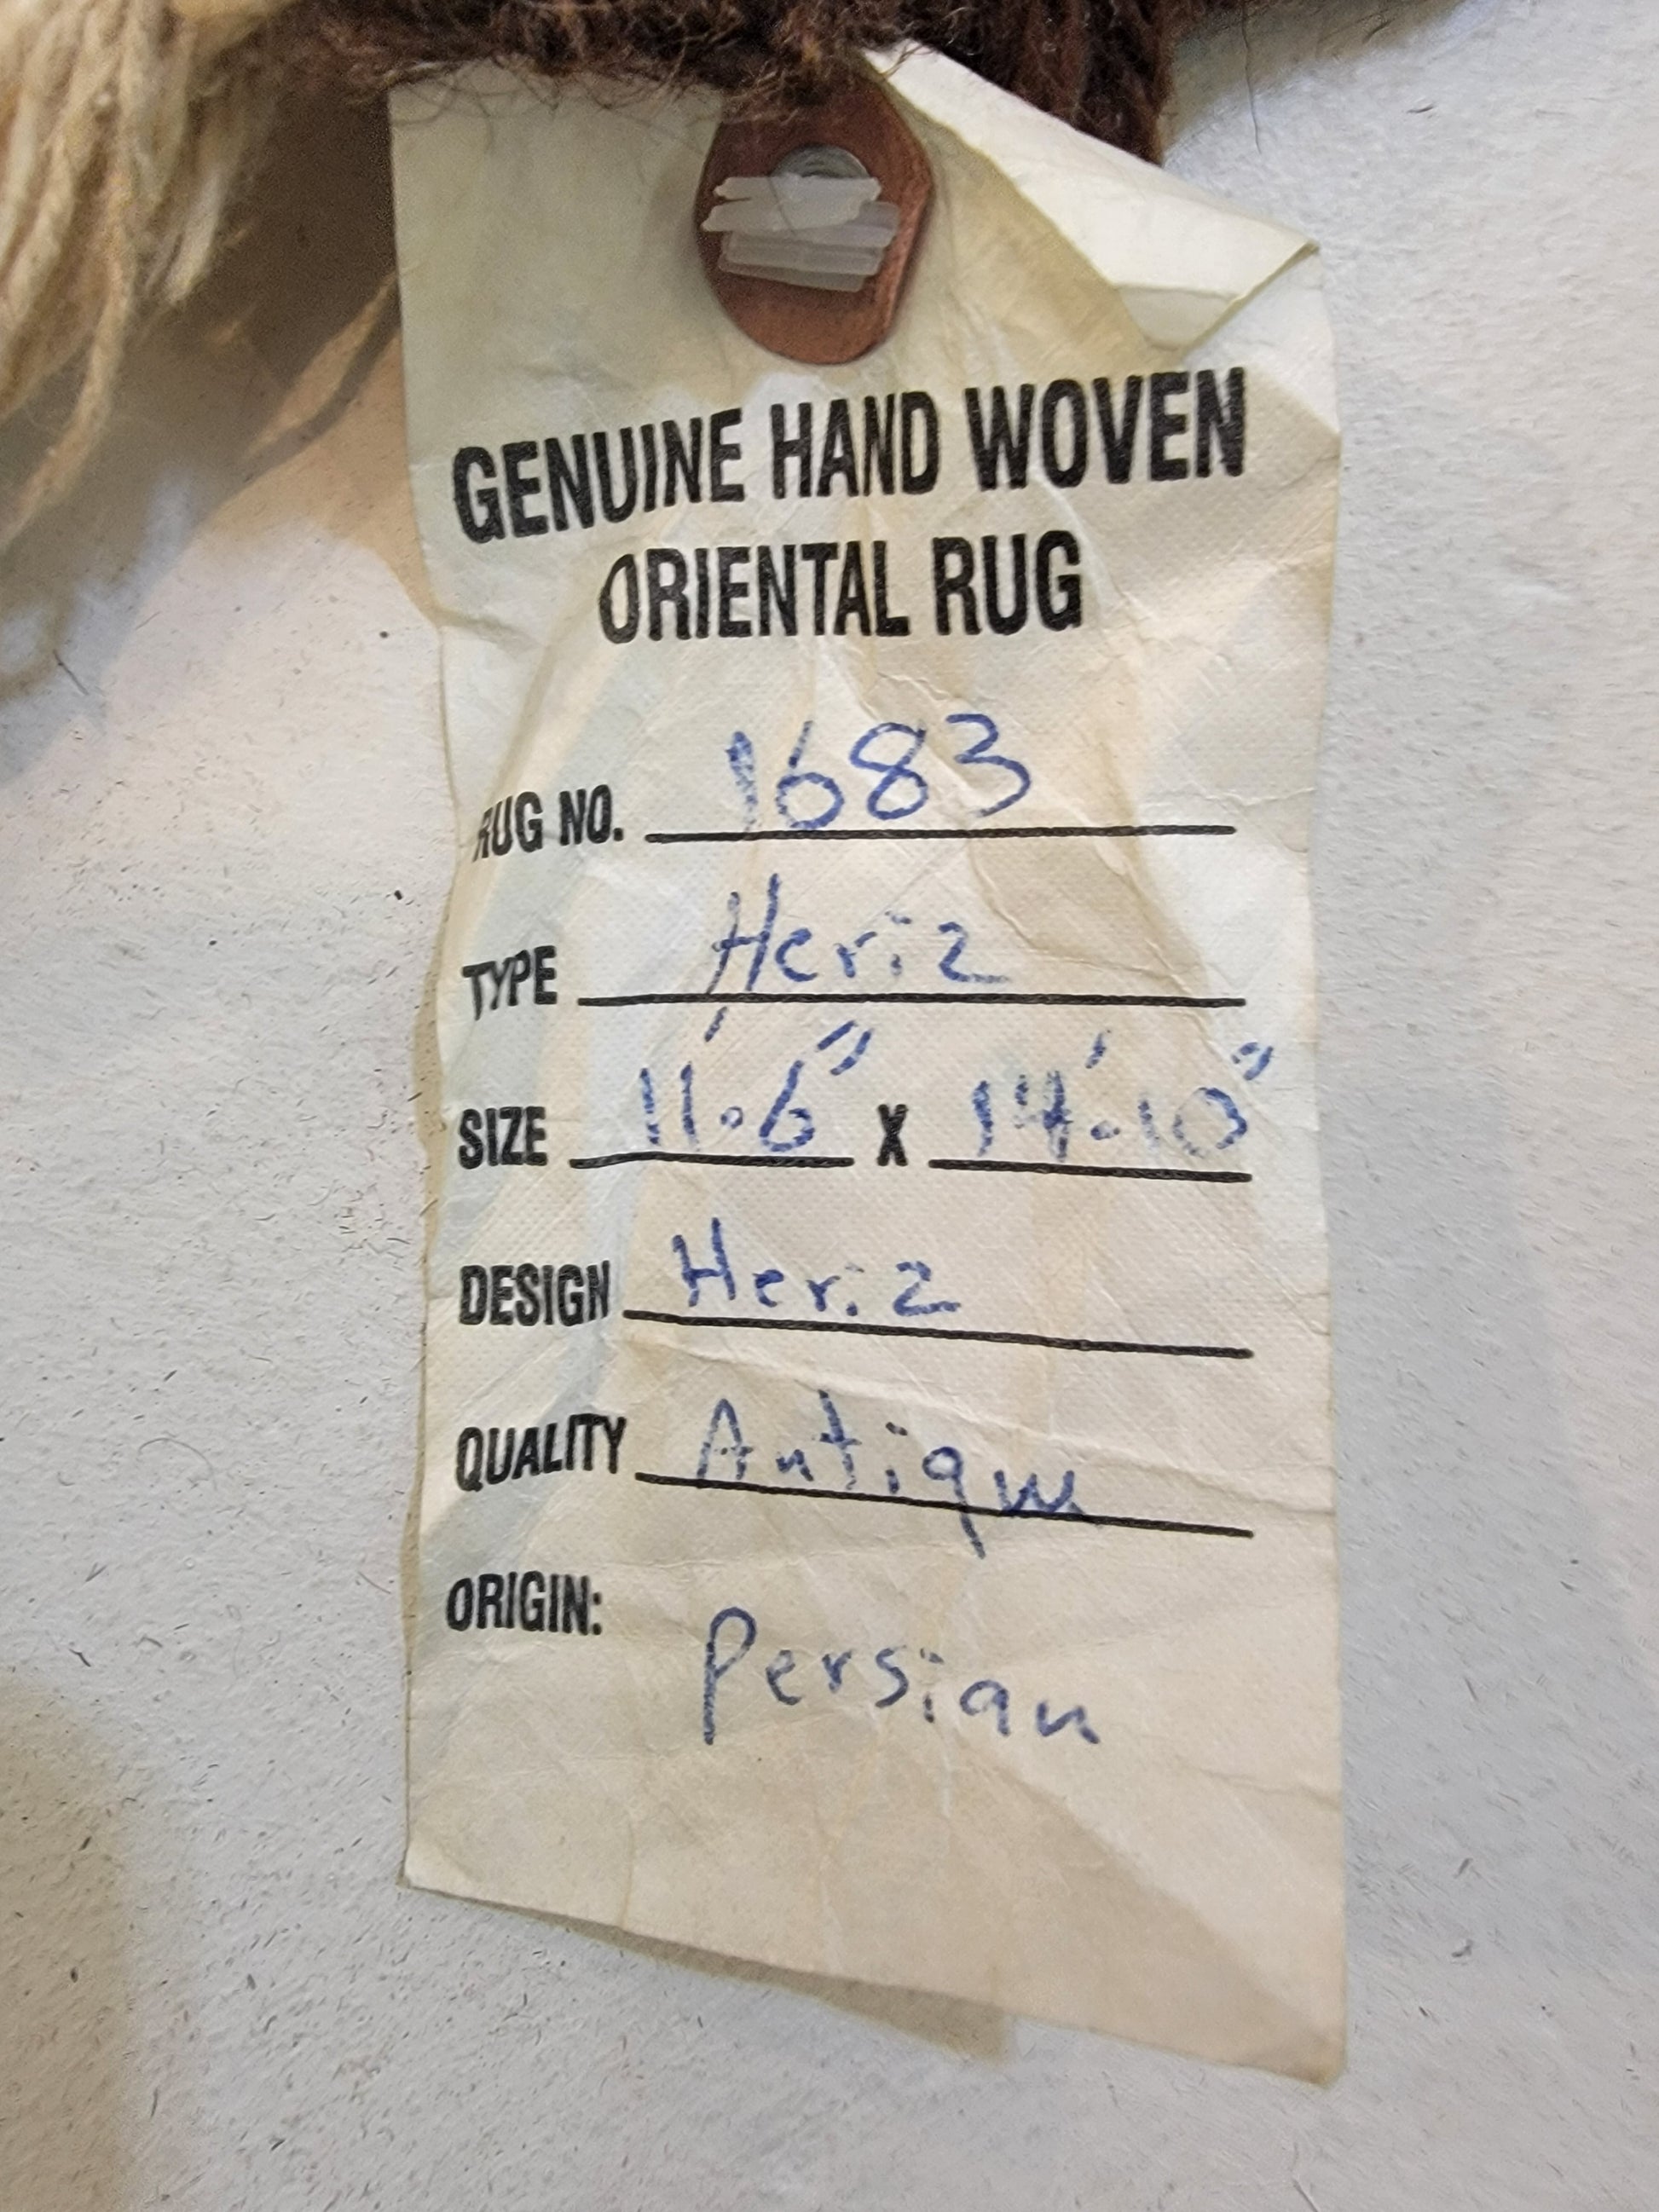 GENUINE HAND WOVEN
ORIENTAL RUG
RUG NO. 1683
TYPE Heriz
SIZE 11'.6" X 14'.10"
DESIGN Heriz
QUALITY Antique
ORIGIN:
Persian